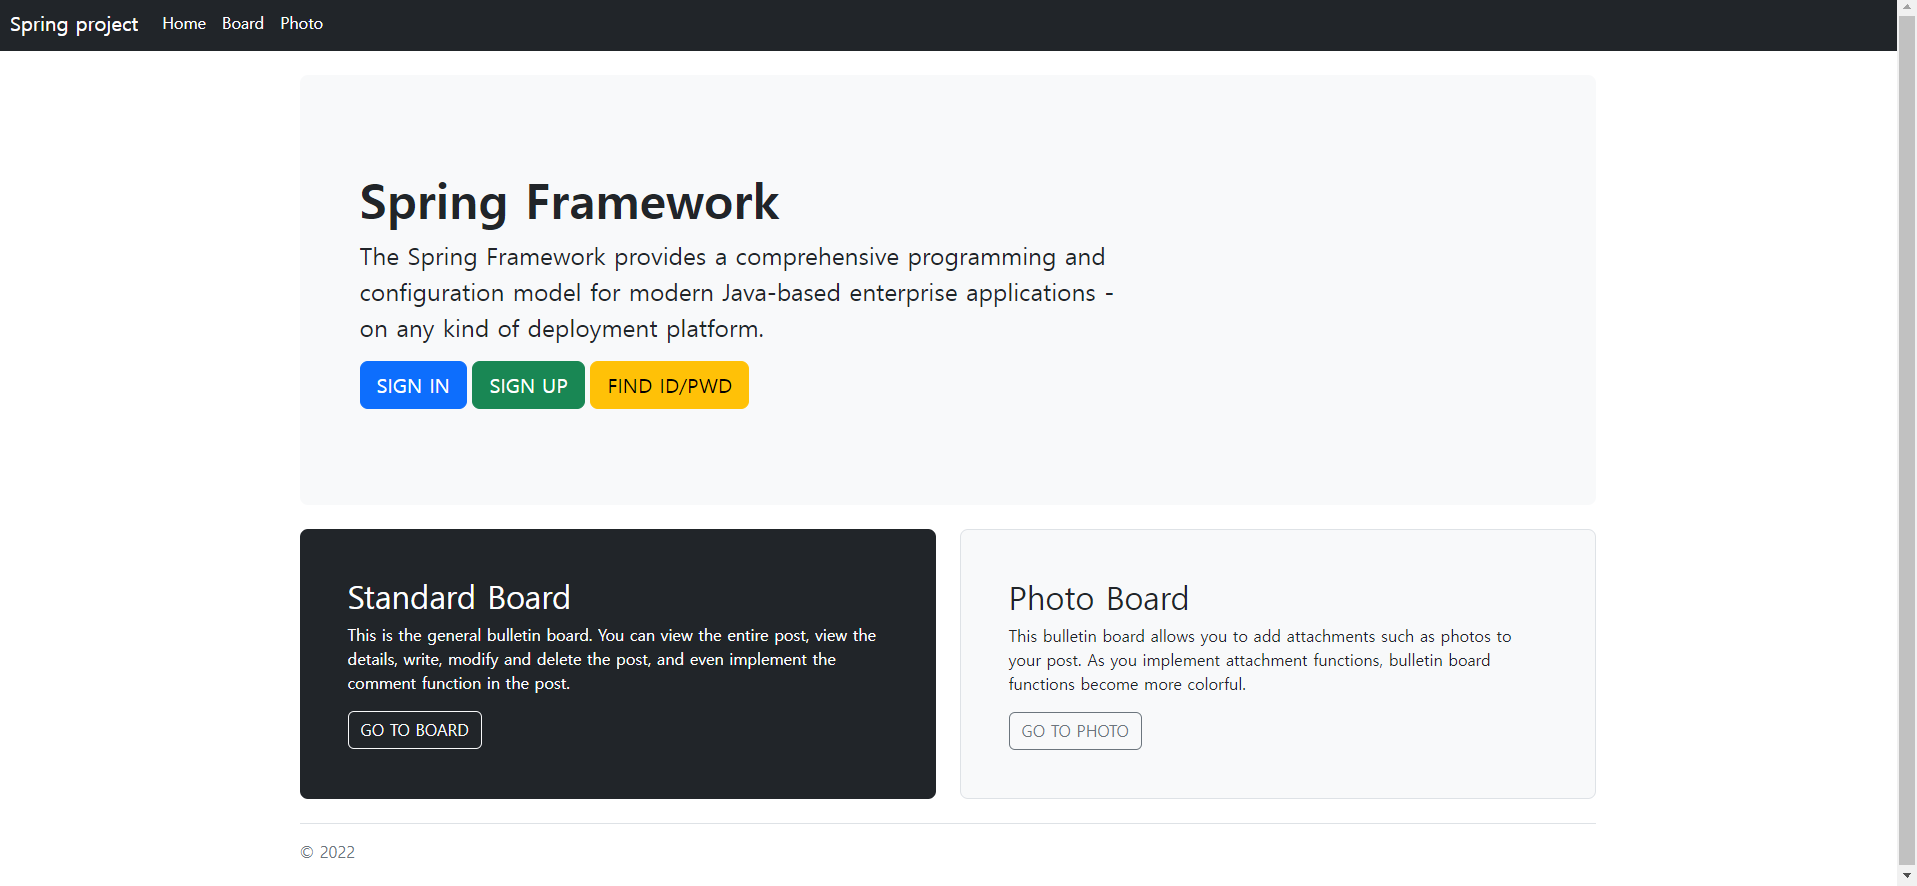 Spring project Home Board Photo
Spring Framework
The Spring Framework provides a comprehensive programming and
configuration model for modern Java-based enterprise applications -
on any kind of deployment platform.
SIGN IN SIGN UP FIND ID/PWD
Standard Board
This is the general bulletin board. You can view the entire post, view the
details, write, modify and delete the post, and even implement the
comment function in the post.
GO TO BOARD
Photo Board
This bulletin board allows you to add attachments such as photos to
your post. As you implement attachment functions, bulletin board
functions become more colorful.
GO TO PHOTO
© 2022